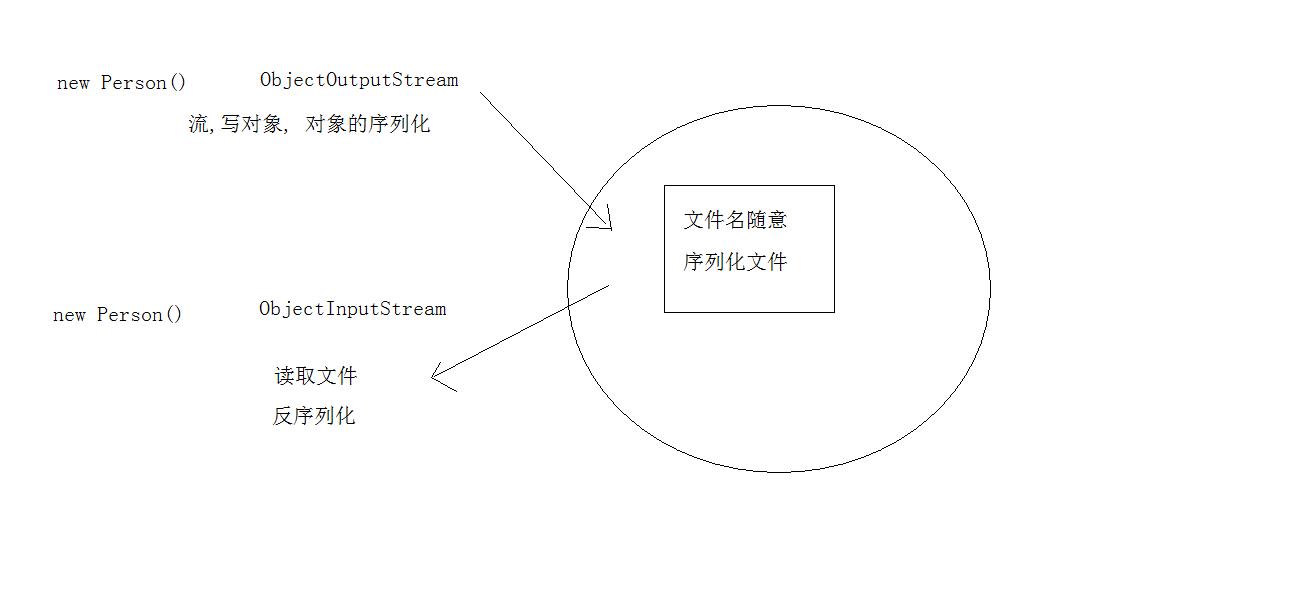 new Person() ObjectOutputStream
流,写对象, 对象的序列化
文件名随意
序列化文件
new Person() ObjectInputStream
读取文件
反序列化